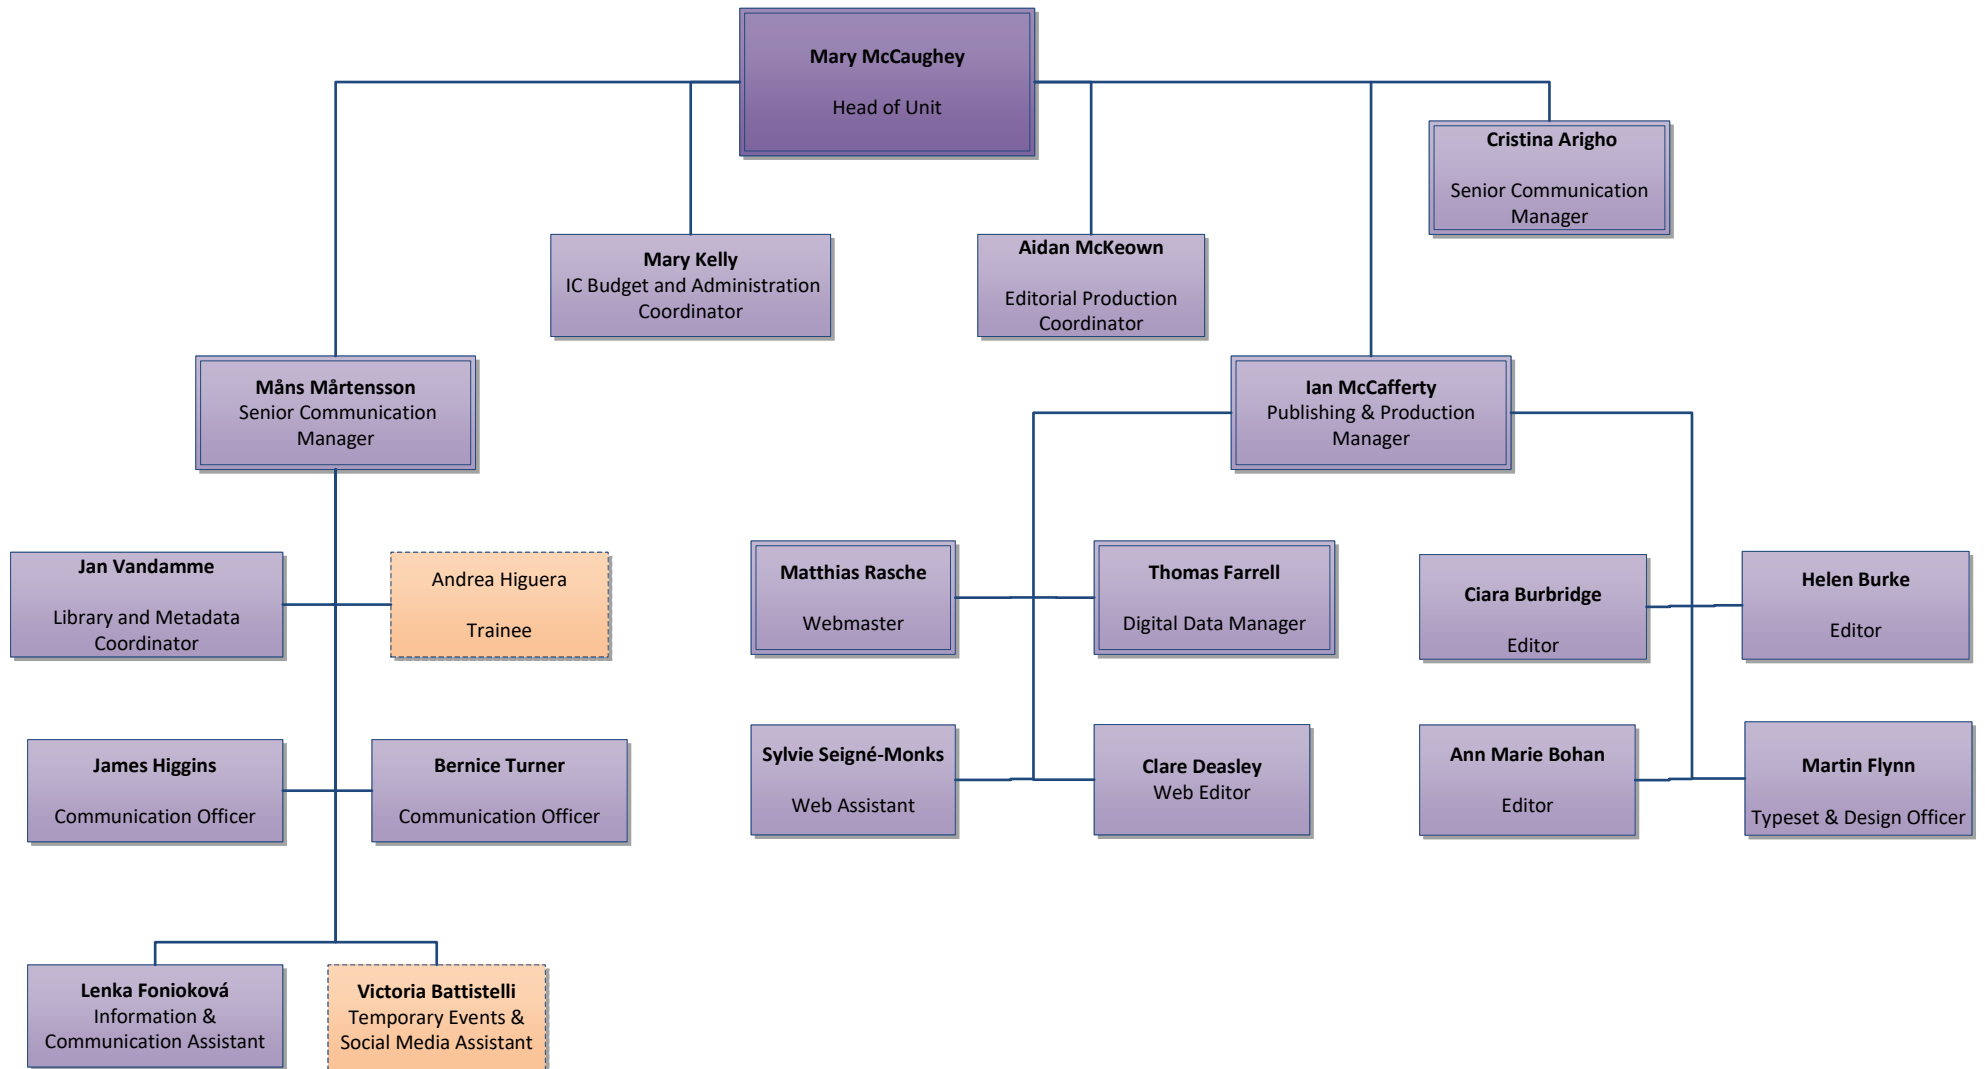 Mary McCaughey
Head of Unit
Cristina Arigho
Senior Communication
Manager
Mary Kelly
IC Budget and Administration
Coordinator
Aidan McKeown
Editorial Production
Coordinator
Måns Mårtensson
Senior Communication
Manager
Ian McCafferty
Publishing & Production
Manager
Jan Vandamme
Library and Metadata
Coordinator
Andrea Higuera
Trainee
Matthias Rasche
Webmaster
Thomas Farrell
Digital Data Manager
Ciara Burbridge
Editor
Helen Burke
Editor
James Higgins
Communication Officer
Bernice Turner
Communication Officer
Sylvie Seigné-Monks
Web Assistant
Clare Deasley
Web Editor
Ann Marie Bohan
Editor
Martin Flynn
Typeset & Design Officer
Lenka Fonioková
Information &
Communication Assistant
Victoria Battistelli
Temporary Events &
Social Media Assistant